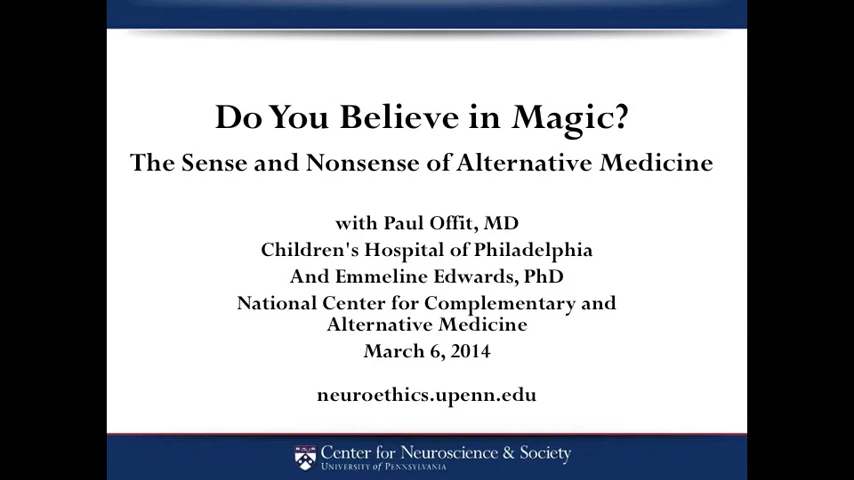 Do You Believe in Magic?
The Sense and Nonsense of Alternative Medicine
with Paul Offit, MD
Children's Hospital of Philadelphia
And Emmeline Edwards, PhD
National Center for Complementary and
Alternative Medicine
March 6, 2014
neuroethics.upenn.edu
Center for Neuroscience & Society
UNIVERSITY of PENNSYLVANIA